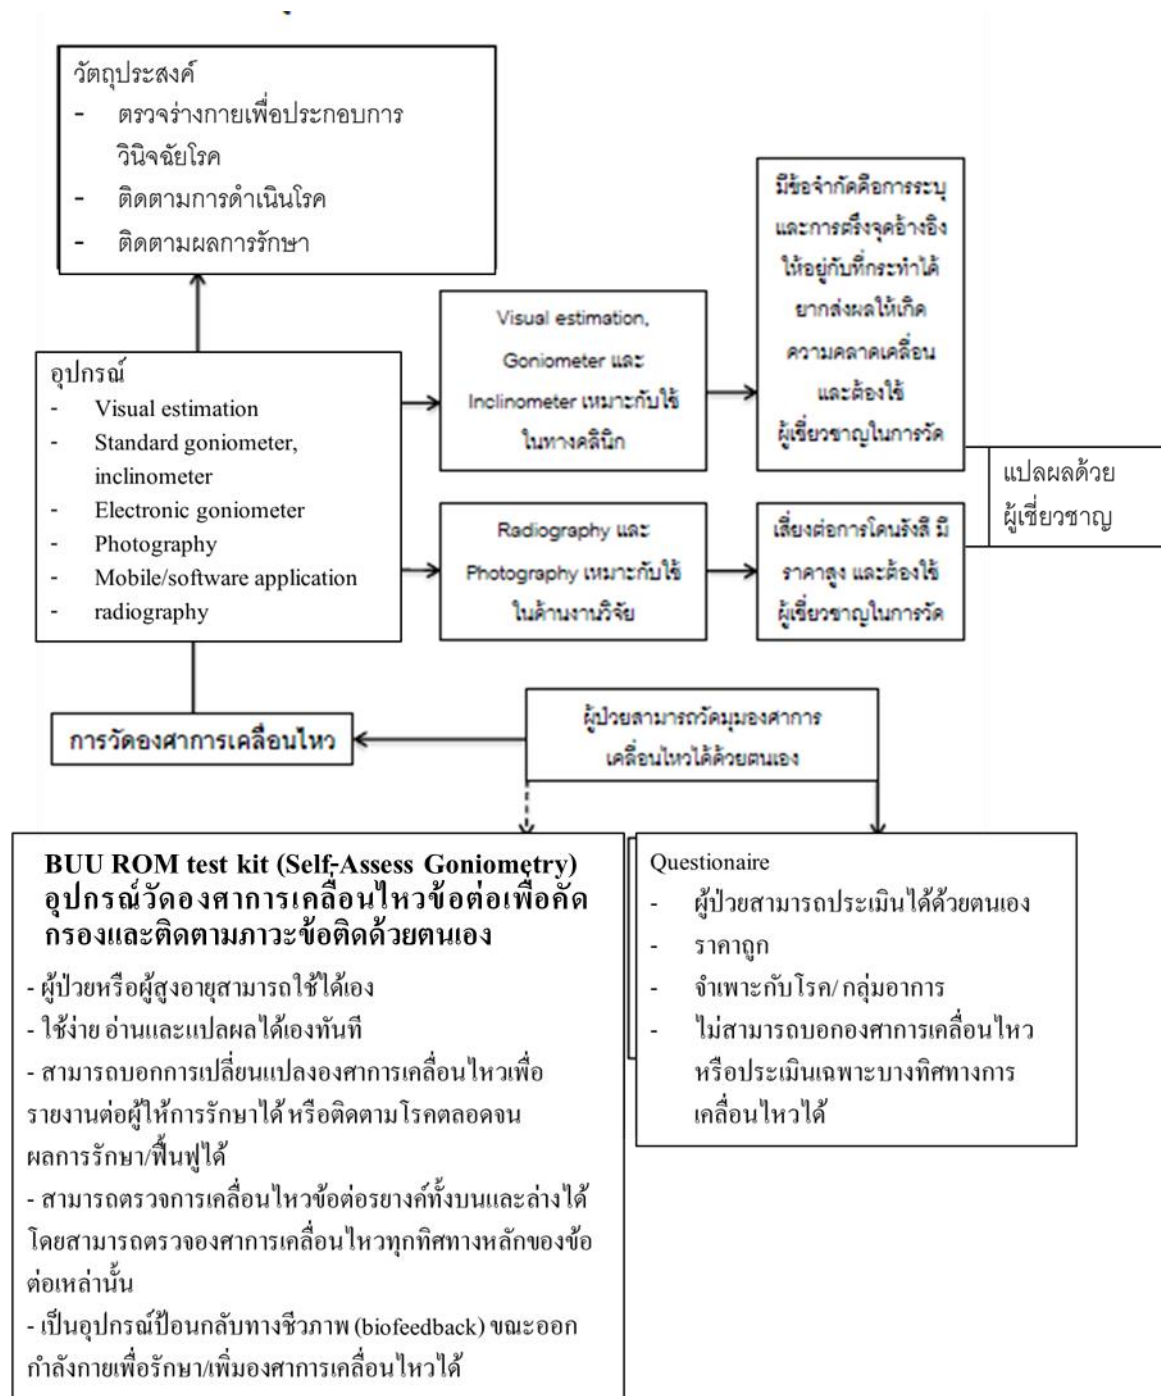 วัตถุประสงค์
- ตรวจร่างกายเพื่อประกอบการ
วินิจฉัยโรค
- ติดตามการดำเนินโรค
- ติดตามผลการรักษา
อุปกรณ์
- Visual estimation
- Standard goniometer,
inclinometer
- Electronic goniometer
- Photography
- Mobile/software application
- radiography
Visual estimation,
Goniometer และ
Inclinometer เหมาะกับใช้
ในทางคลินิก
มีข้อจำกัดคือการระบุ
และการตรึงจุดอ้างอิง
ให้อยู่กับที่กระทำได้
ยากส่งผลให้เกิด
ความคลาดเคลื่อน
และต้องใช้
ผู้เชี่ยวชาญในการวัด
แปลผลด้วย
ผู้เชี่ยวชาญ
Radiography และ
Photography เหมาะกับใช้
ในด้านงานวิจัย
เสี่ยงต่อการโดนรังสี มี
ราคาสูง และต้องใช้
ผู้เชี่ยวชาญในการวัด
การวัดองศาการเคลื่อนไหว
ผู้ป่วยสามารถวัดมุมองศาการ
เคลื่อนไหวได้ด้วยตนเอง
BUU ROM test kit (Self-Assess Goniometry)
อุปกรณ์วัดองศาการเคลื่อนไหวข้อต่อเพื่อคัด
กรองและติดตามภาวะข้อติดด้วยตนเอง
- ผู้ป่วยหรือผู้สูงอายุสามารถใช้ได้เอง
- ใช้ง่าย อ่านและแปลผลได้เองทันที
- สามารถบอกการเปลี่ยนแปลงองศาการเคลื่อนไหวเพื่อ
รายงานต่อผู้ให้การรักษาได้ หรือติดตามโรคตลอดจน
ผลการรักษา/ฟื้นฟูได้
- สามารถตรวจการเคลื่อนไหวข้อต่อรยางค์ทั้งบนและล่างได้
โดยสามารถตรวจองศาการเคลื่อนไหวทุกทิศทางหลักของข้อ
ต่อเหล่านั้น
- เป็นอุปกรณ์ป้อนกลับทางชีวภาพ (biofeedback) ขณะออก
กำลังกายเพื่อรักษา/เพิ่มองศาการเคลื่อนไหวได้
Questionaire
- ผู้ป่วยสามารถประเมินได้ด้วยตนเอง
- ราคาถูก
- จำเพาะกับโรค/ กลุ่มอาการ
- ไม่สามารถบอกองศาการเคลื่อนไหว
หรือประเมินเฉพาะบางทิศทางการ
เคลื่อนไหวได้